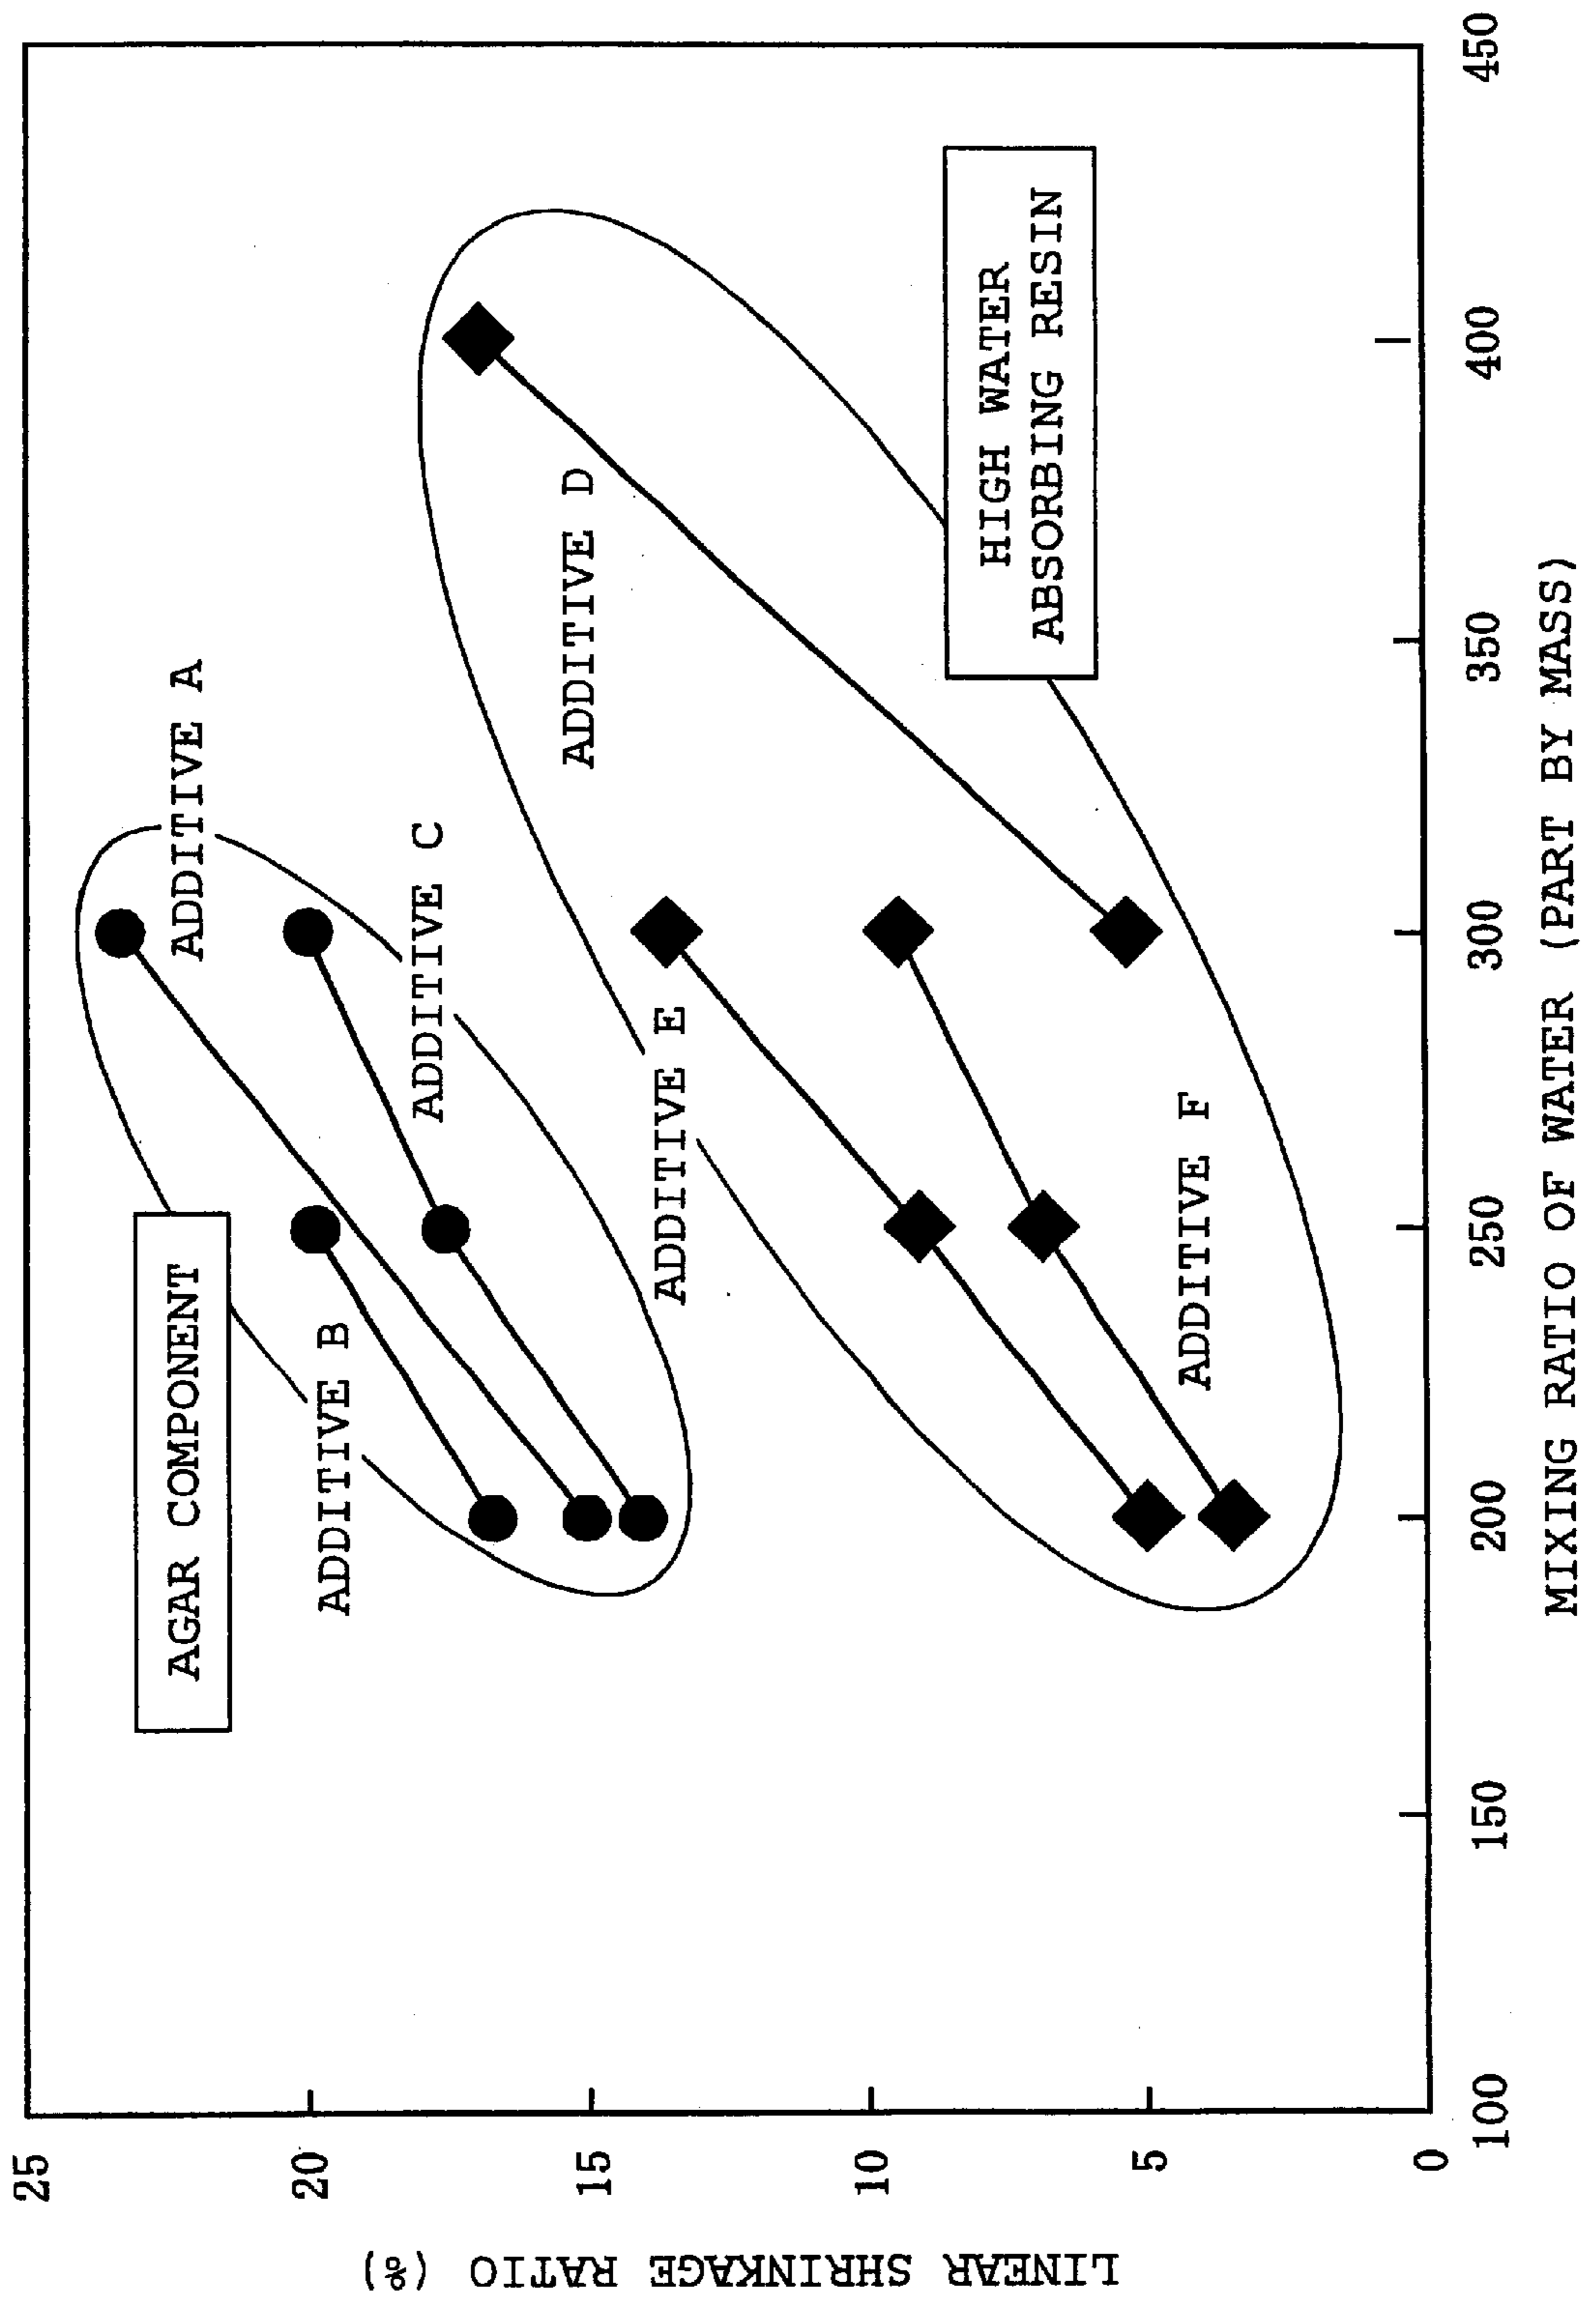 25
20
15
10
5
0
LINEAR SHRINKAGE RATIO (%)
AGAR COMPONENT
ADDITIVE A
ADDITIVE B
ADDITIVE C
ADDITIVE D
ADDITIVE E
ADDITIVE F
HIGH WATER
ABSORBING RESIN
100
150
200
250
300
350
400
450
MIXING RATIO OF WATER (PART BY MASS)